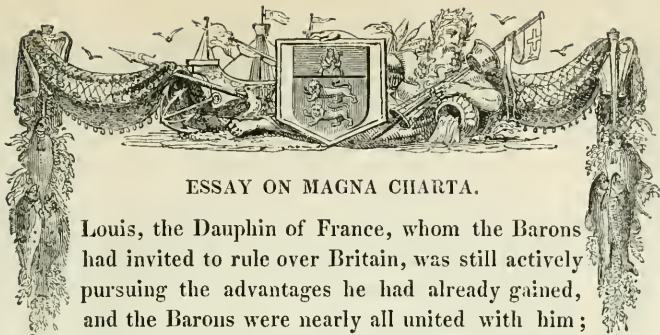 ESSAY ON MAGNA CHARTA.
Louis, the Dauphin of France, whom the Barons
had invited to rule over Britain, was still actively
pursuing the advantages he had already gained,
and the Barons were nearly all united with him;